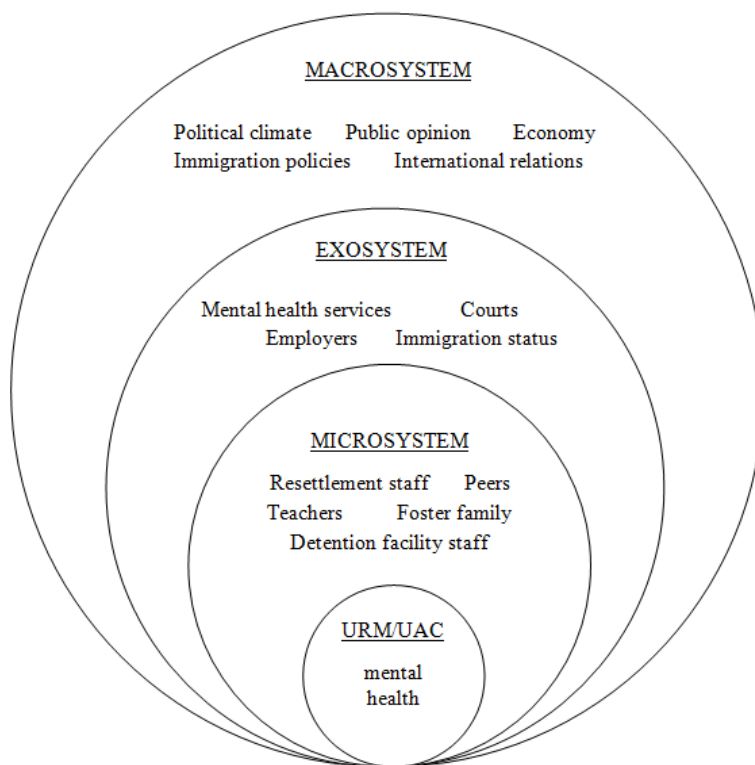 MACROSYSTEM
Political climate Public opinion Economy
Immigration policies International relations
EXOSYSTEM
Mental health services Courts
Employers Immigration status
MICROSYSTEM
Resettlement staff Peers
Teachers Foster family
Detention facility staff
URM/UAC
mental
health